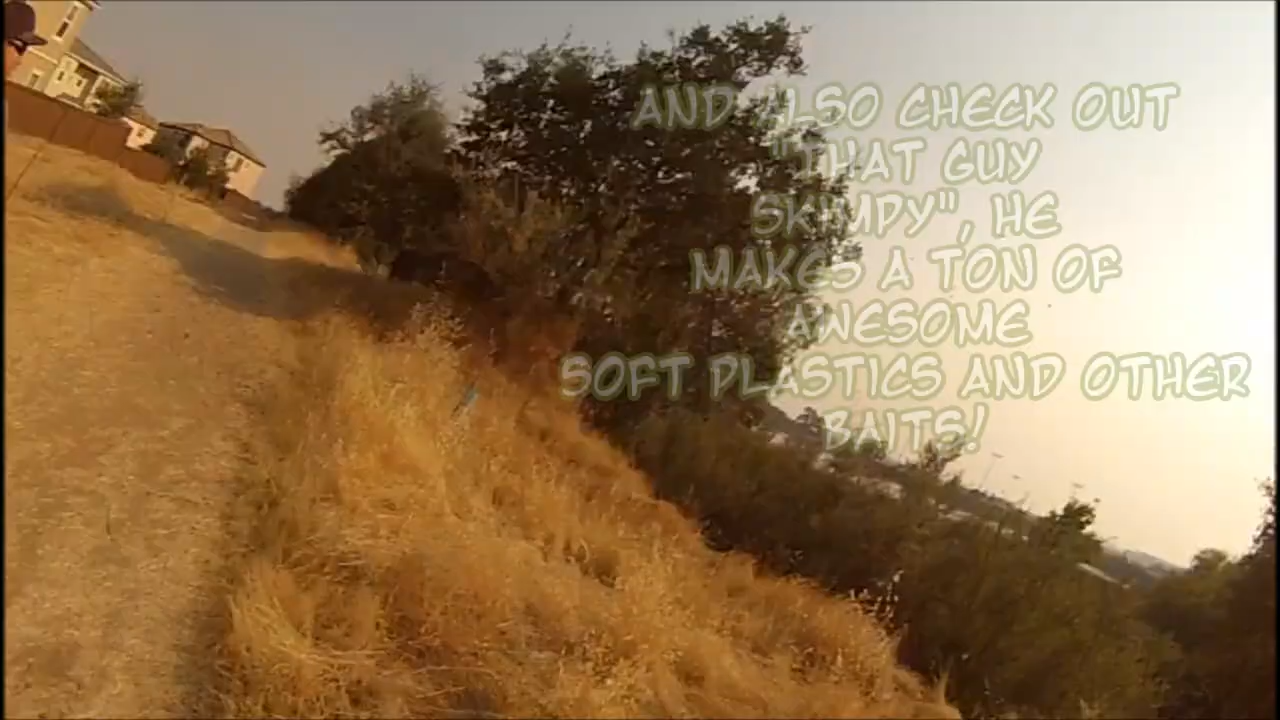 AND ALSO CHECK OUT
"THAT GUY
SKIMPY", HE
MAKES A TON OF
AWESOME
SOFT PLASTICS AND OTHER
BAITS!